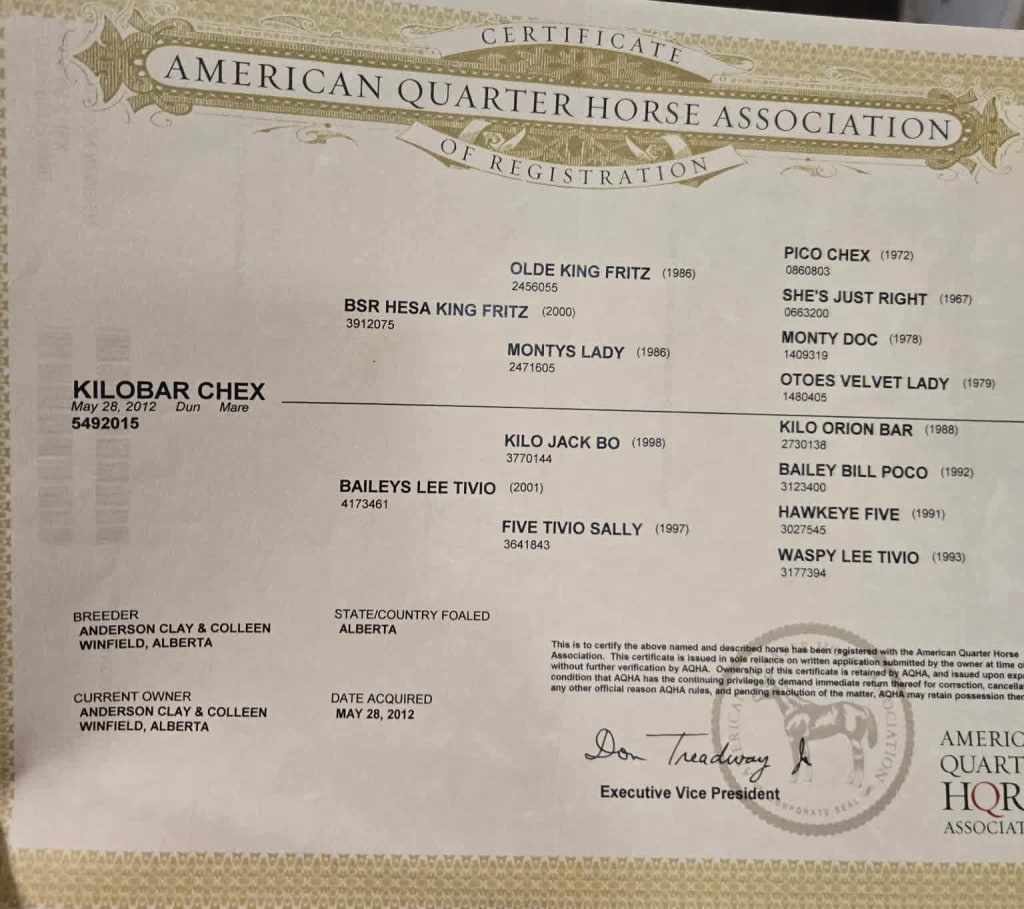 CERTIFICATE
AMERICAN QUARTER HORSE ASSOCIATION
OF REGISTRATION
PICO CHEX (1972)
0860803
OLDE KING FRITZ (1986)
2456055
SHE'S JUST RIGHT (1967)
0663200
BSR HESA KING FRITZ (2000)
3912075
MONTY DOC (1978)
1409319
MONTYS LADY (1986)
2471605
OTOES VELVET LADY (1979)
1480405
KILOBAR CHEX
May 28, 2012 Dun Mare
5492015
KILO ORION BAR (1988)
2730138
KILO JACK BO (1998)
3770144
BAILEY BILL POCO (1992)
3123400
BAILEYS LEE TIVIO (2001)
4173461
HAWKEYE FIVE (1991)
3027545
FIVE TIVIO SALLY (1997)
3641843
WASPY LEE TIVIO (1993)
3177394
BREEDER
ANDERSON CLAY & COLLEEN
WINFIELD, ALBERTA
STATE/COUNTRY FOALED
ALBERTA
CURRENT OWNER
ANDERSON CLAY & COLLEEN
WINFIELD, ALBERTA
DATE ACQUIRED
MAY 28, 2012
This is to certify the above named and described horse has been registered with the American Quarter Horse
Association. This certificate is issued in sole reliance on written application submitted by the owner at time o
without further verification by AQHA. Ownership of this certificate is retained by AQHA, and issued upon exp
condition that AQHA has the continuing privilege to demand immediate return thereof for correction, cancella
any other official reason AQHA rules, and pending resolution of the matter, AQHA may retain possession ther
Don Treadway Jr
Executive Vice President
CORPORATE SEAL
AMERIC
QUART
HOR
ASSOCIAT